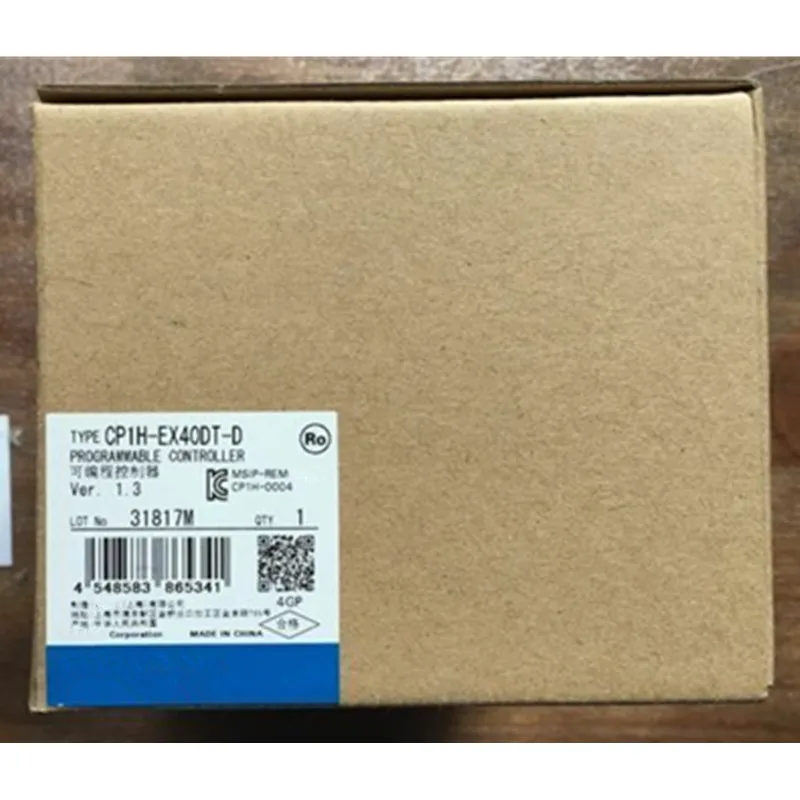 TYPE CP1H-EX40DT-D
Ro
PROGRAMMABLE CONTROLLER
可编程控制器
MSIP-REM
CP1H-0004
Ver. 1.3
LOT No 31817M QTY 1
4 548583 865341
4GP
合格
Corporation MADE IN CHINA